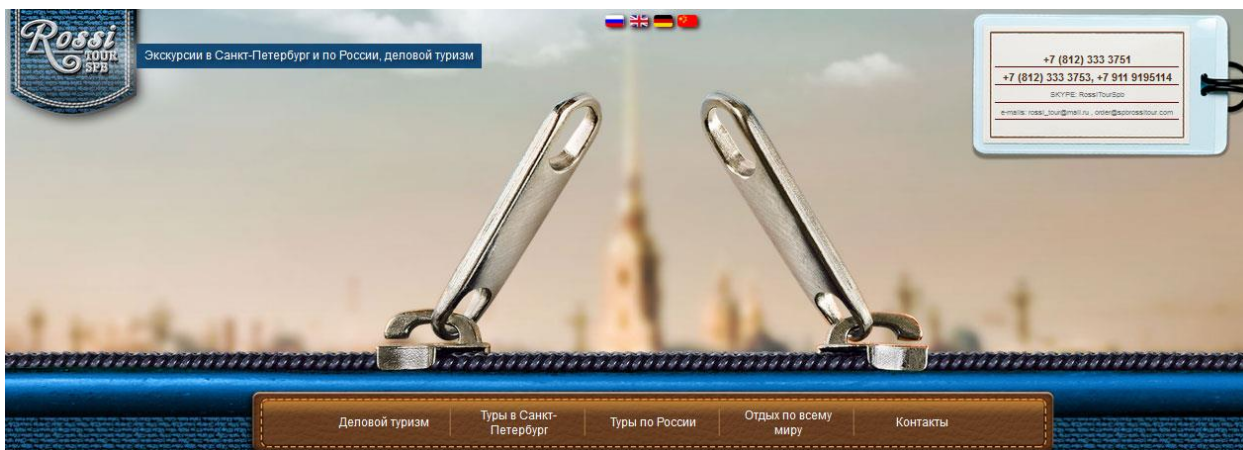 Rossi
TOUR
SPB
Экскурсии в Санкт-Петербург и по России, деловой туризм
+7 (812) 333 3751
+7 (812) 333 3753, +7 911 9195114
SKYPE: RossiTourSpb
e-mails: rossi_tour@mail.ru , order@spbrossitour.com
Деловой туризм
Туры в Санкт-
Петербург
Туры по России
Отдых по всему
миру
Контакты